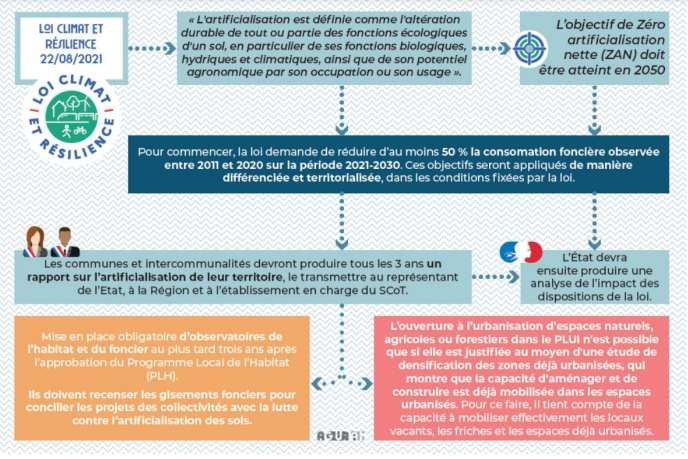 LOI CLIMAT ET
RÉSILIENCE
22/08/2021
LOI CLIMAT
ET RÉSILIENCE
« L'artificialisation est définie comme l'altération
durable de tout ou partie des fonctions écologiques
d'un sol, en particulier de ses fonctions biologiques,
hydriques et climatiques, ainsi que de son potentiel
agronomique par son occupation ou son usage ».
L'objectif de Zéro
artificialisation
nette (ZAN) doit
être atteint en 2050
Pour commencer, la loi demande de réduire d'au moins 50 % la consomation foncière observée
entre 2011 et 2020 sur la période 2021-2030. Ces objectifs seront appliqués de manière
différenciée et territorialisée, dans les conditions fixées par la loi.
Les communes et intercommunalités devront produire tous les 3 ans un
rapport sur l'artificialisation de leur territoire, le transmettre au représentant
de l'Etat, à la Région et à l'établissement en charge du SCoT.
L'État devra
ensuite produire une
analyse de l'impact des
dispositions de la loi.
Mise en place obligatoire d'observatoires de
l'habitat et du foncier au plus tard trois ans après
l'approbation du Programme Local de l'Habitat
(PLH).
Ils doivent recenser les gisements fonciers pour
concilier les projets des collectivités avec la lutte
contre l'artificialisation des sols.
L'ouverture à l'urbanisation d'espaces naturels,
agricoles ou forestiers dans le PLUi n'est possible
que si elle est justifiée au moyen d'une étude de
densification des zones déjà urbanisées, qui
montre que la capacité d'aménager et de
construire est déjà mobilisée dans les espaces
urbanisés. Pour ce faire, il tient compte de la
capacité à mobiliser effectivement les locaux
vacants, les friches et les espaces déjà urbanisés.